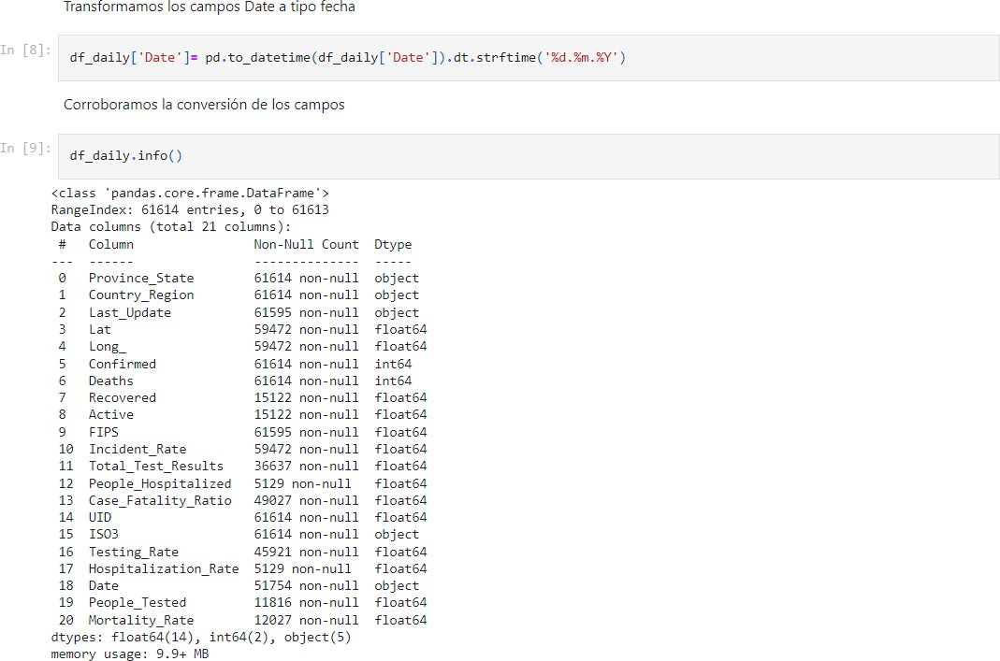 Transformamos los campos Date a tipo fecha
In [8]: df_daily['Date']= pd.to_datetime(df_daily['Date']).dt.strftime('%d.%m.%Y')
Corroboramos la conversión de los campos
In [9]: df_daily.info()
<class 'pandas.core.frame.DataFrame'>
RangeIndex: 61614 entries, 0 to 61613
Data columns (total 21 columns):
 #   Column                Non-Null Count  Dtype
---  ------                --------------  -----
 0   Province_State        61614 non-null  object
 1   Country_Region        61614 non-null  object
 2   Last_Update           61595 non-null  object
 3   Lat                   59472 non-null  float64
 4   Long_                 59472 non-null  float64
 5   Confirmed             61614 non-null  int64
 6   Deaths                61614 non-null  int64
 7   Recovered             15122 non-null  float64
 8   Active                15122 non-null  float64
 9   FIPS                  61595 non-null  float64
 10  Incident_Rate         59472 non-null  float64
 11  Total_Test_Results    36637 non-null  float64
 12  People_Hospitalized   5129 non-null   float64
 13  Case_Fatality_Ratio   49027 non-null  float64
 14  UID                   61614 non-null  float64
 15  ISO3                  61614 non-null  object
 16  Testing_Rate          45921 non-null  float64
 17  Hospitalization_Rate  5129 non-null   float64
 18  Date                  51754 non-null  object
 19  People_Tested         11816 non-null  float64
 20  Mortality_Rate        12027 non-null  float64
dtypes: float64(14), int64(2), object(5)
memory usage: 9.9+ MB